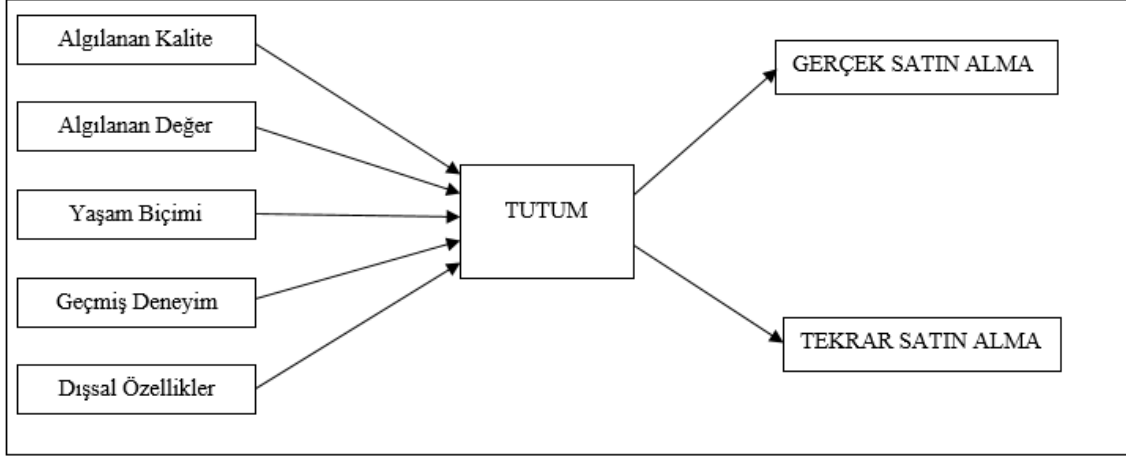 Algılanan Kalite
Algılanan Değer
Yaşam Biçimi
Geçmiş Deneyim
Dışsal Özellikler
TUTUM
GERÇEK SATIN ALMA
TEKRAR SATIN ALMA